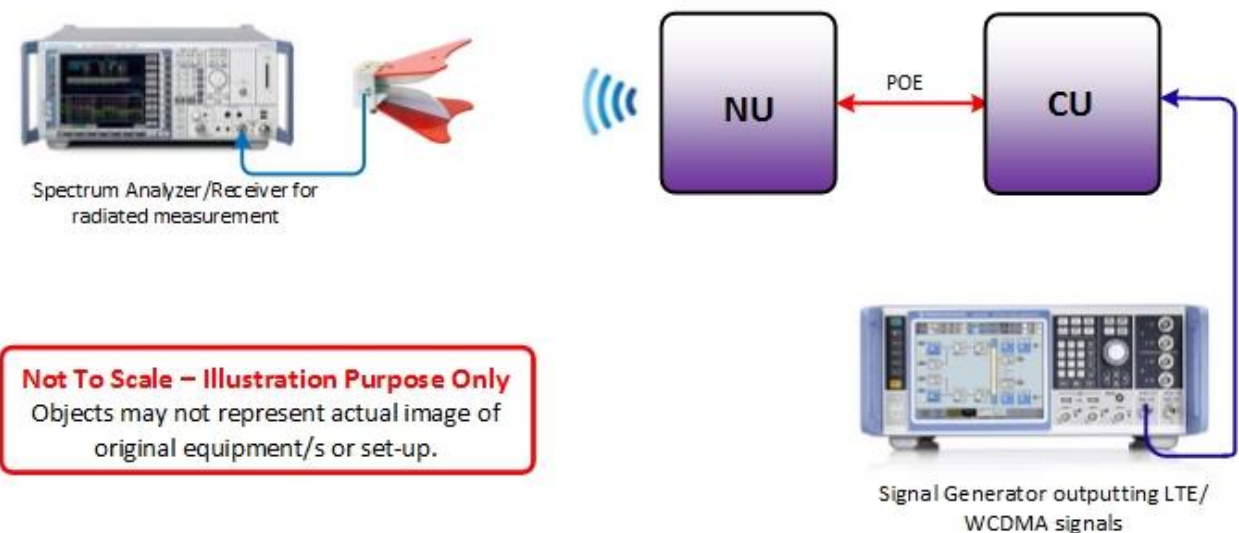 NU
POE
CU
Spectrum Analyzer/Receiver for
radiated measurement
Not To Scale – Illustration Purpose Only
Objects may not represent actual image of
original equipment/s or set-up.
Signal Generator outputting LTE/
WCDMA signals